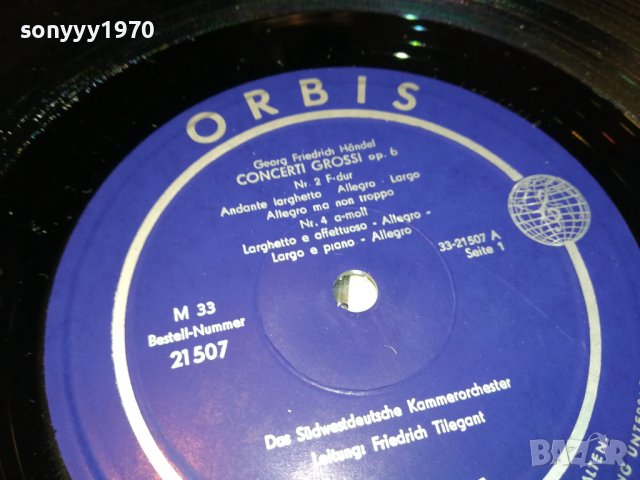 sonyyy1970
ORBIS
Georg Friedrich Händel
CONCERTI GROSSI op. 6
Nr. 2 F-dur
Andante larghetto Allegro · Largo
Allegro ma non troppo
Nr. 4 a-moll
Larghetto e affettuoso - Allegro -
Largo e piano - Allegro
33-21507 A
Seite 1
M 33
Bestell-Nummer
21507
Das Südwestdeutsche Kammerorchester
Leitung: Friedrich Tilegant
BAZAR